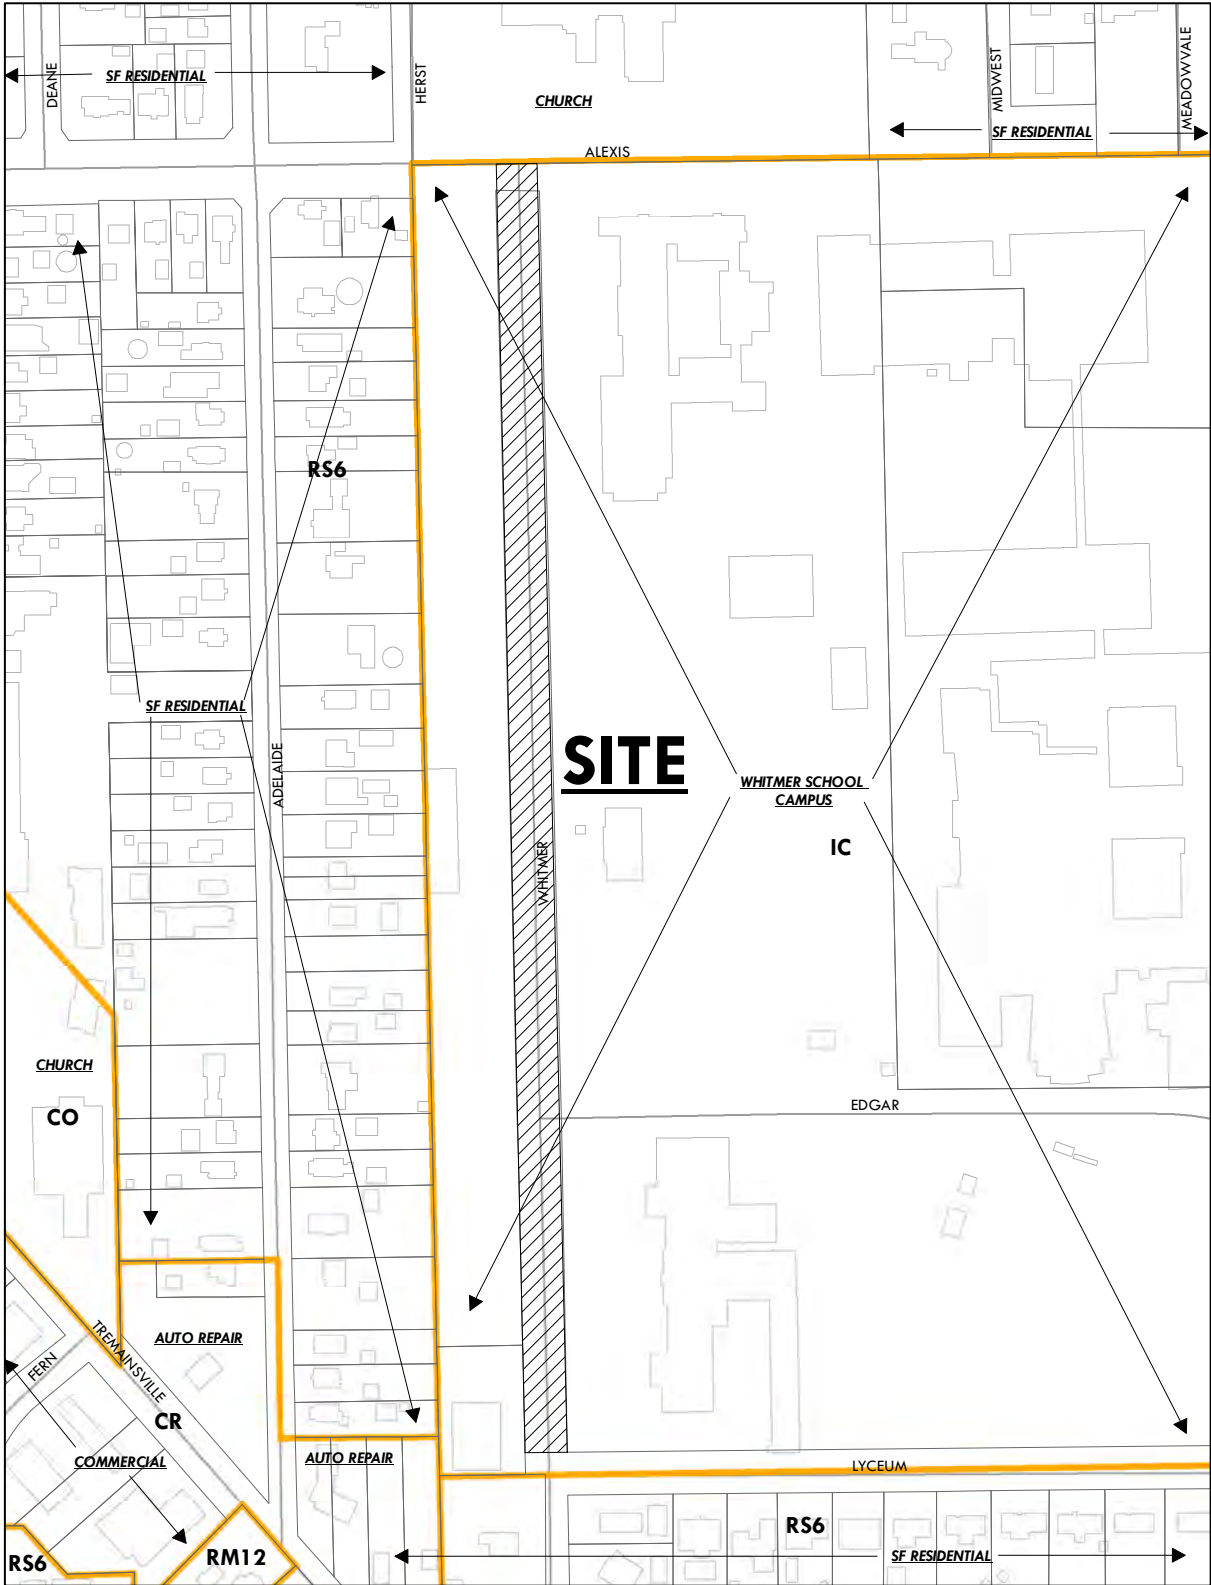 DEANE
SF RESIDENTIAL
HERST
CHURCH
MIDWEST
SF RESIDENTIAL
MEADOWVALE
ALEXIS
RS6
SF RESIDENTIAL
ADELAIDE
SITE
WHITMER SCHOOL
CAMPUS
WHITMER
IC
CHURCH
CO
EDGAR
TREMAINSVILLE
FERN
AUTO REPAIR
CR
COMMERCIAL
AUTO REPAIR
LYCEUM
RS6
RM12
RS6
SF RESIDENTIAL